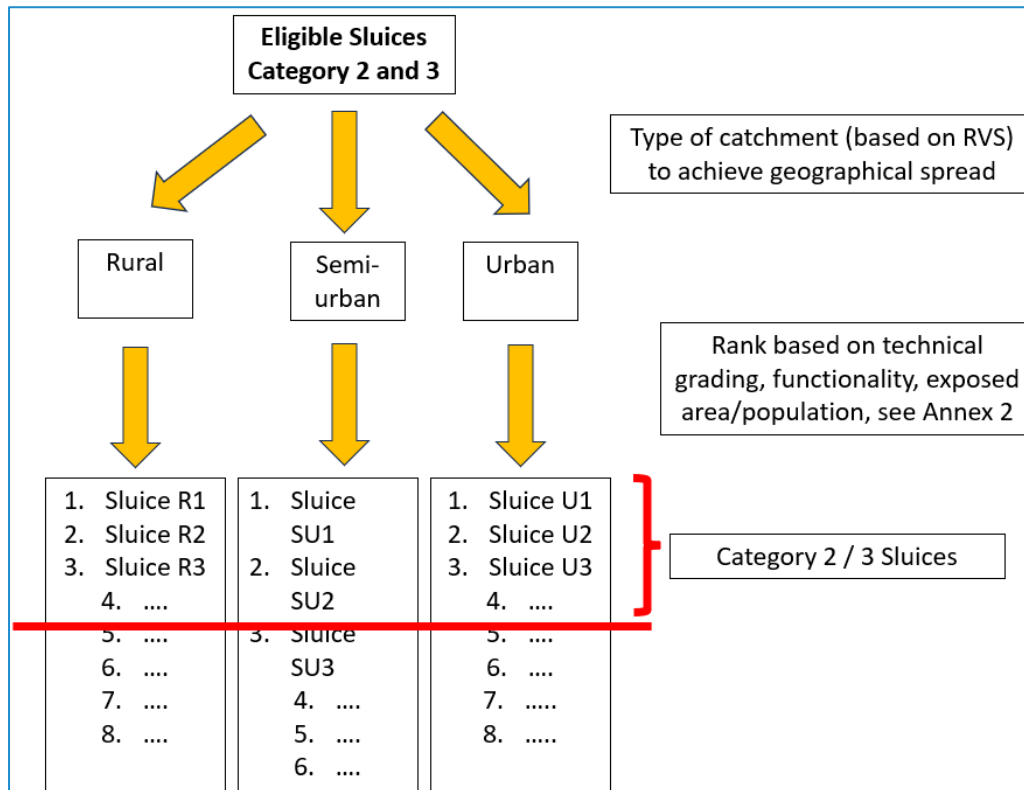 Eligible Sluices
Category 2 and 3
Type of catchment (based on RVS)
to achieve geographical spread
Rural
Semi-
urban
Urban
Rank based on technical
grading, functionality, exposed
area/population, see Annex 2
1. Sluice R1
2. Sluice R2
3. Sluice R3
4. ....
5. ....
6. ....
7. ....
8. ....
1. Sluice
SU1
2. Sluice
SU2
3. Sluice
SU3
4. ....
5. ....
6. ....
1. Sluice U1
2. Sluice U2
3. Sluice U3
4. ....
5. ....
6. ....
7. .....
8. .....
Category 2 / 3 Sluices